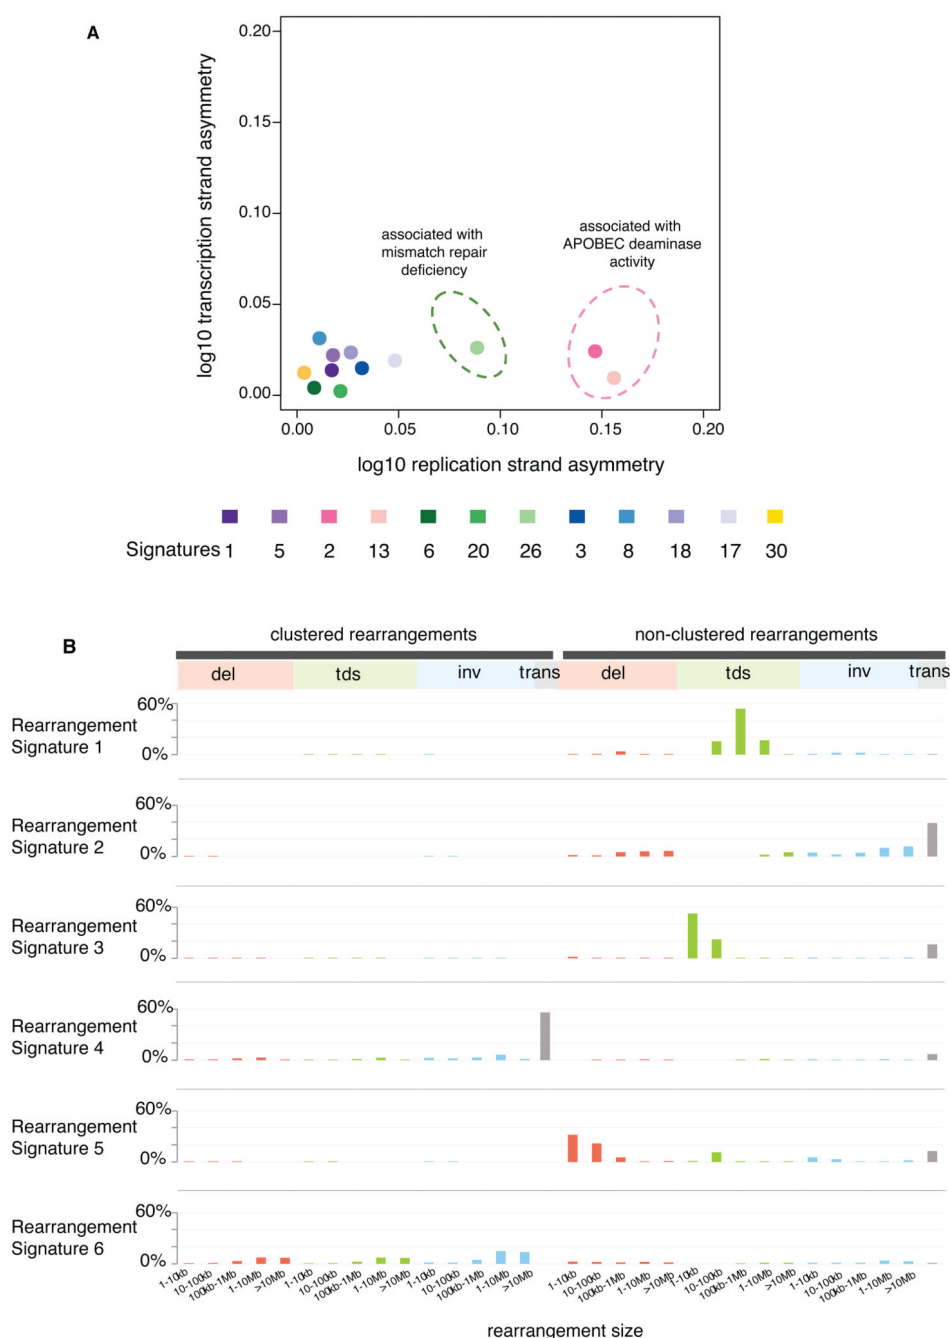 A
log10 transcription strand asymmetry
0.20
0.15
0.10
0.05
0.00
associated with
mismatch repair
deficiency
associated with
APOBEC deaminase
activity
0.00 0.05 0.10 0.15 0.20
log10 replication strand asymmetry
Signatures 1 5 2 13 6 20 26 3 8 18 17 30
B
clustered rearrangements non-clustered rearrangements
del tds inv trans del tds inv trans
60%
Rearrangement
Signature 1
0%
60%
Rearrangement
Signature 2
0%
60%
Rearrangement
Signature 3
0%
60%
Rearrangement
Signature 4
0%
60%
Rearrangement
Signature 5
0%
60%
Rearrangement
Signature 6
0%
1-10kb 10-100kb 100kb-1Mb 1-10Mb >10Mb 1-10kb 10-100kb 100kb-1Mb 1-10Mb >10Mb 1-10kb 10-100kb 100kb-1Mb 1-10Mb >10Mb 1-10kb 10-100kb 100kb-1Mb 1-10Mb >10Mb 1-10kb 10-100kb 100kb-1Mb 1-10Mb >10Mb 1-10kb 10-100kb 100kb-1Mb 1-10Mb >10Mb
rearrangement size